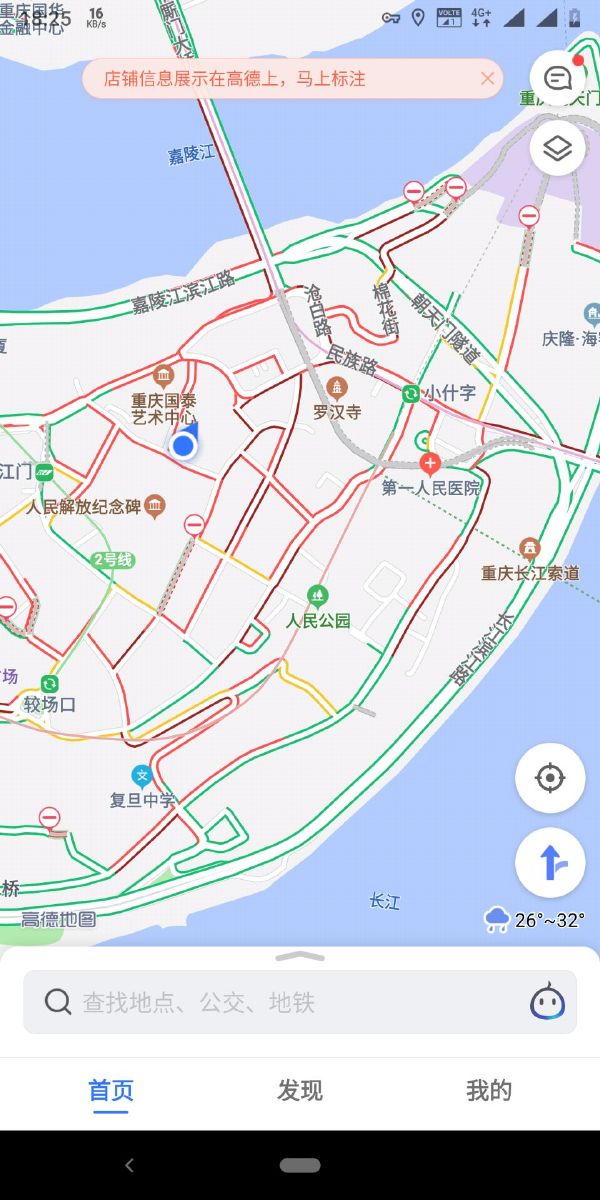 重庆国华
金融中心
18:25
16
KB/s
VOLTE
1
4G+
店铺信息展示在高德上，马上标注
嘉陵江
嘉陵江滨江路
沧白路
棉花街
朝天门隧道
民族路
小什字
罗汉寺
重庆国泰
艺术中心
江门
人民解放纪念碑
第一人民医院
2号线
重庆长江索道
人民公园
长江滨江路
较场口
复旦中学
桥
高德地图
长江
26°~32°
查找地点、公交、地铁
首页
发现
我的